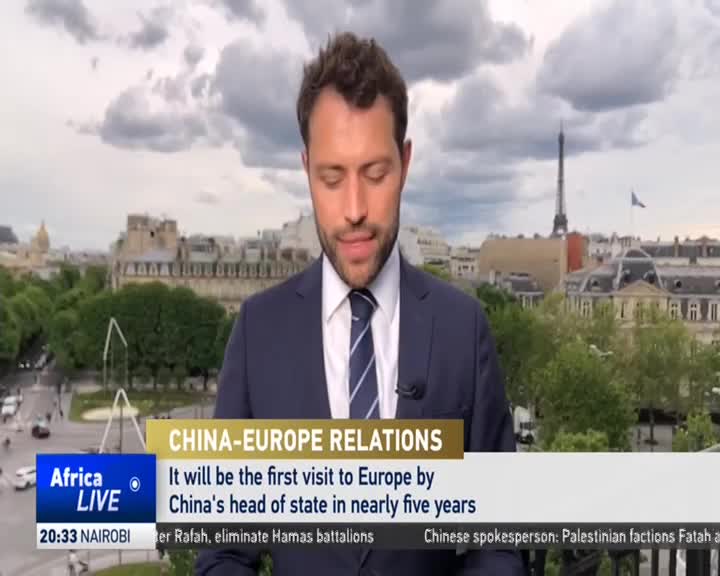 CHINA-EUROPE RELATIONS
Africa
LIVE
It will be the first visit to Europe by
China's head of state in nearly five years
20:33 NAIROBI
Rafah, eliminate Hamas battalions
Chinese spokesperson: Palestinian factions Fatah